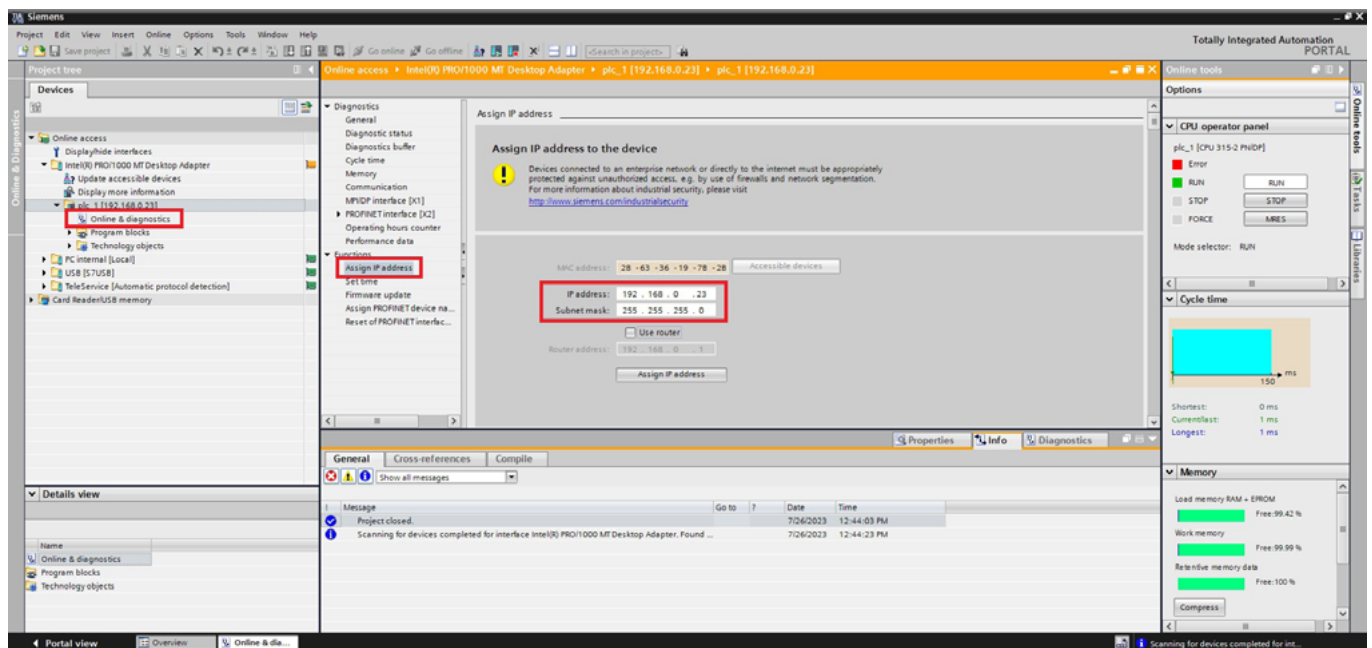 Siemens
Project Edit View Insert Online Options Tools Window Help
Save project Go online Go offline <Search in project>
Totally Integrated Automation
PORTAL
Project tree
Devices
Online access
Display/hide interfaces
Intel(R) PRO/1000 MT Desktop Adapter
Update accessible devices
Display more information
plc_1 [192.168.0.23]
Online & diagnostics
Program blocks
Technology objects
PC internal [Local]
USB [S7USB]
TeleService [Automatic protocol detection]
Card Reader/USB memory
Details view
Name
Online & diagnostics
Program blocks
Technology objects
Online & Diagnostics
Online access Intel(R) PRO/1000 MT Desktop Adapter plc_1 [192.168.0.23] plc_1 [192.168.0.23]
Diagnostics
General
Diagnostic status
Diagnostics buffer
Cycle time
Memory
Communication
MPI/DP interface [X1]
PROFINET interface [X2]
Operating hours counter
Performance data
Functions
Assign IP address
Set time
Firmware update
Assign PROFINET device na...
Reset of PROFINET interfac...
Assign IP address
Assign IP address to the device
Devices connected to an enterprise network or directly to the internet must be appropriately
protected against unauthorized access, e.g. by use of firewalls and network segmentation.
For more information about industrial security, please visit
http://www.siemens.com/industrialsecurity
MAC address: 28 -63 -36 -19 -78 -28 Accessible devices
IP address: 192 . 168 . 0 . 23
Subnet mask: 255 . 255 . 255 . 0
Use router
Router address: 192 . 168 . 0 . 1
Assign IP address
Properties Info Diagnostics
General Cross-references Compile
Show all messages
! Message Go to ? Date Time
Project closed. 7/26/2023 12:44:03 PM
Scanning for devices completed for interface Intel(R) PRO/1000 MT Desktop Adapter. Found ... 7/26/2023 12:44:23 PM
Online tools
Options
CPU operator panel
plc_1 [CPU 315-2 PN/DP]
Error
RUN RUN
STOP STOP
FORCE MRES
Mode selector: RUN
Cycle time
ms
150
Shortest: 0 ms
Current/last: 1 ms
Longest: 1 ms
Memory
Load memory RAM + EPROM
Free:99.42 %
Work memory
Free:99.99 %
Retentive memory data
Free:100 %
Compress
Online tools
Tasks
Libraries
Portal view Overview Online & dia...
Scanning for devices completed for int...